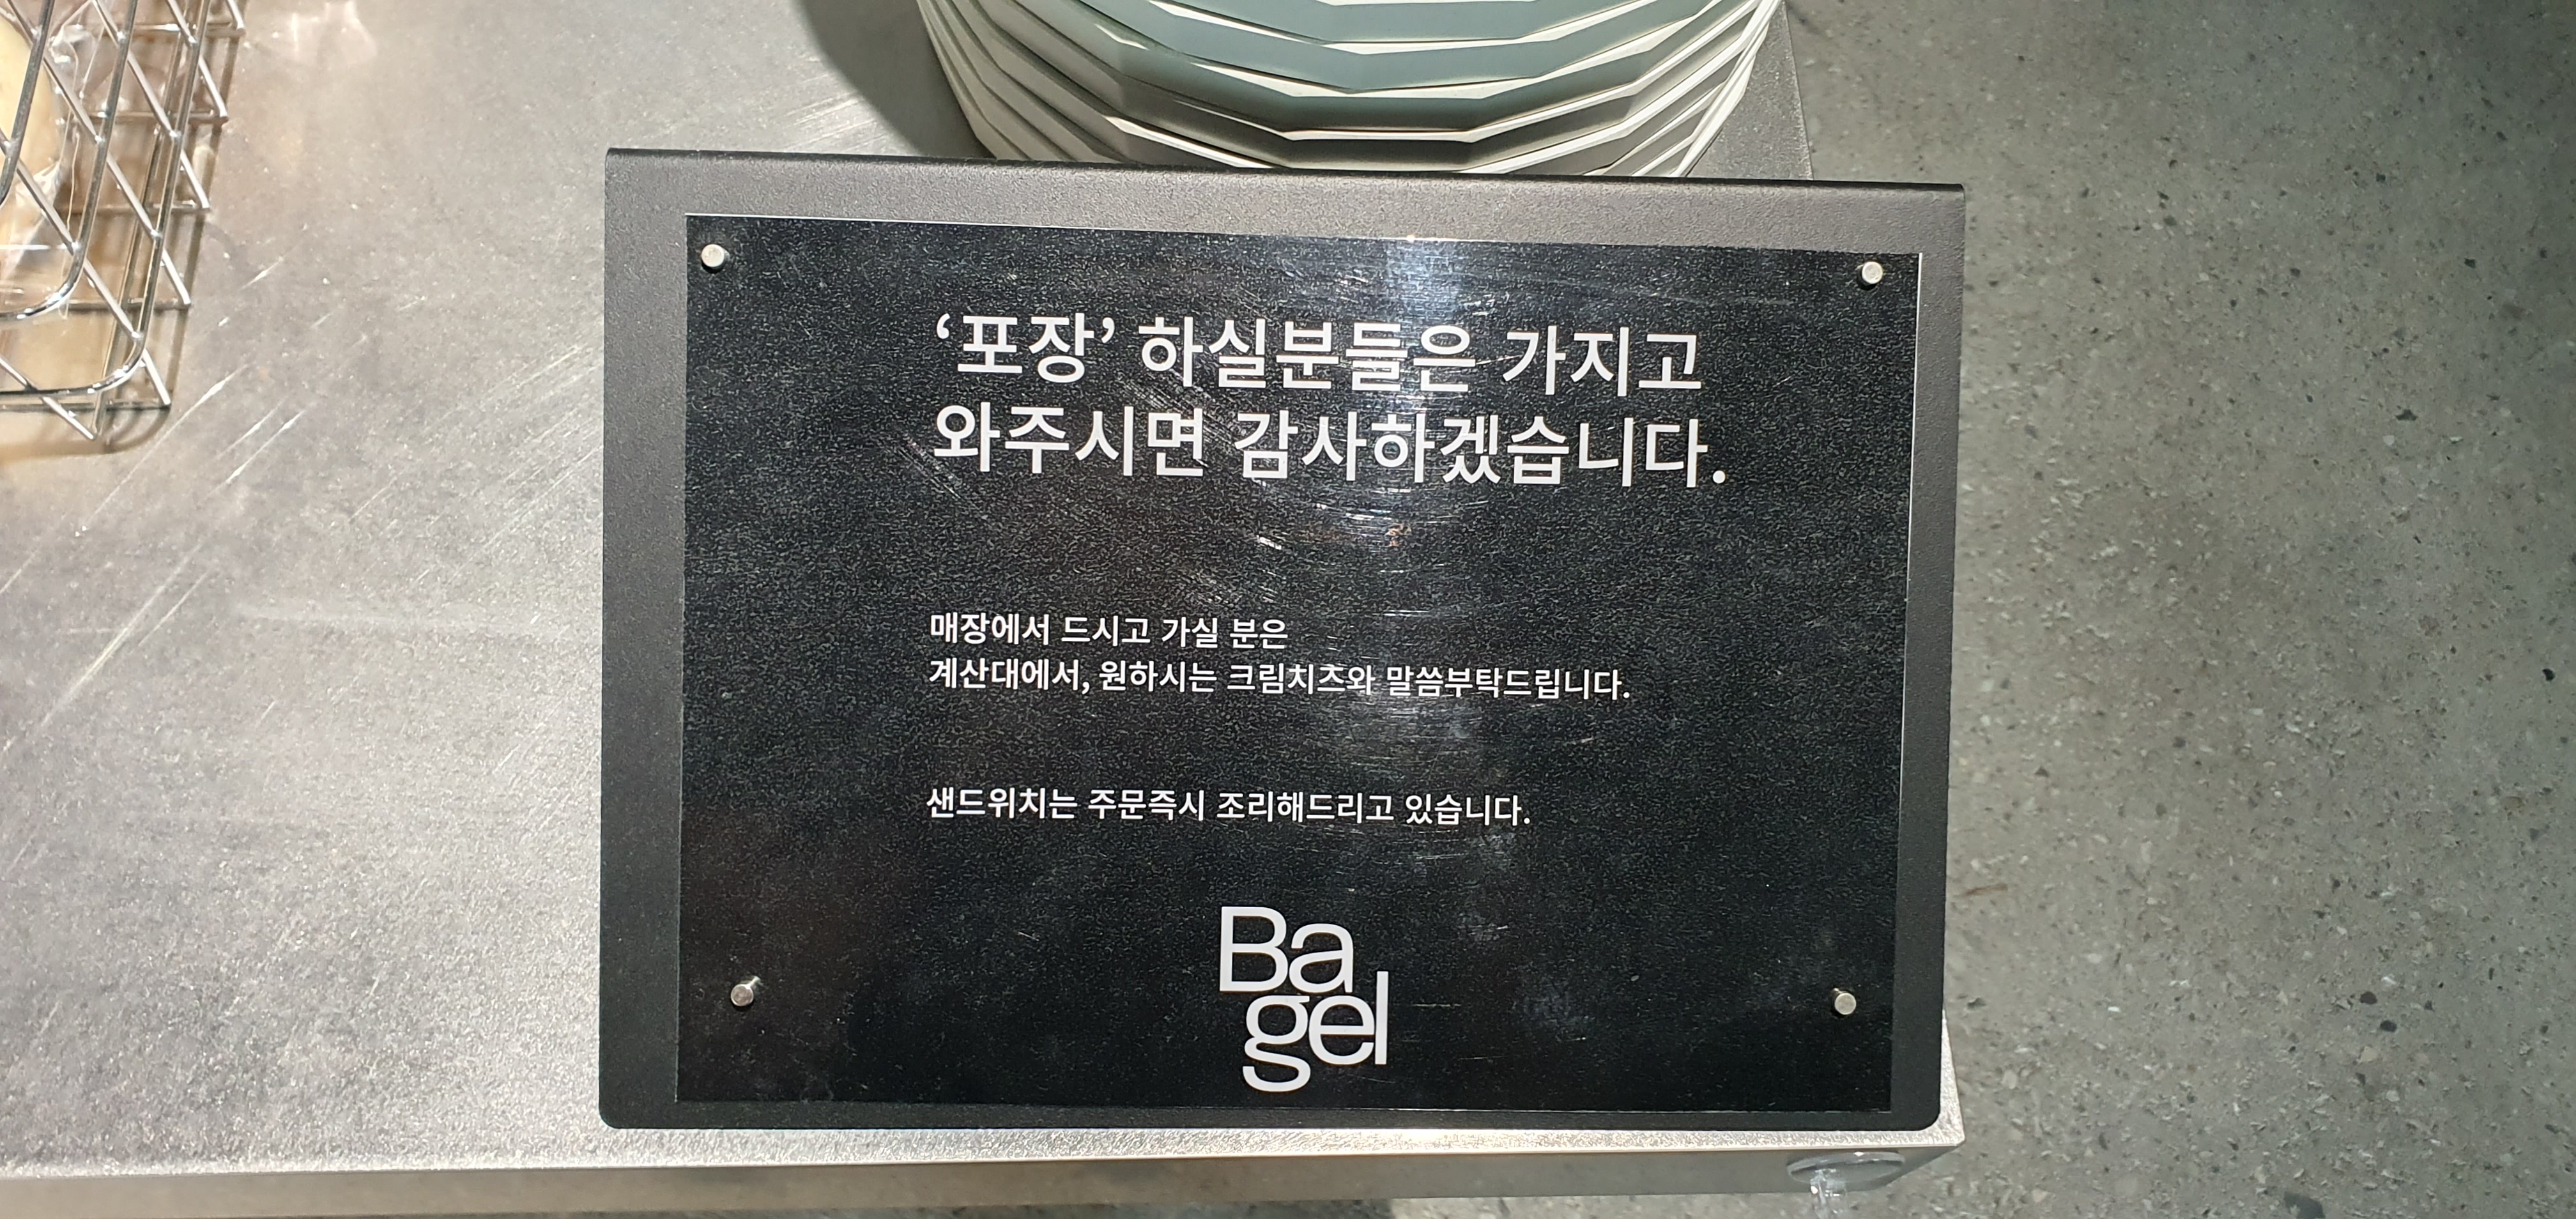 ‘포장’ 하실분들은 가지고
와주시면 감사하겠습니다.
매장에서 드시고 가실 분은
계산대에서, 원하시는 크림치즈와 말씀부탁드립니다.
샌드위치는 주문즉시 조리해드리고 있습니다.
Ba
gel